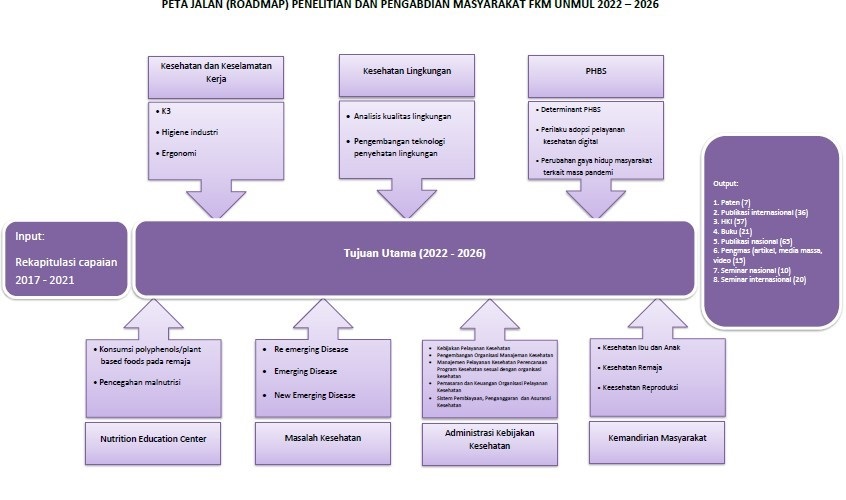 PETA JALAN (ROADMAP) PENELITIAN DAN PENGABDIAN MASYARAKAT FKM UNMUL 2022 – 2026
Kesehatan dan Keselamatan
Kerja
• K3
• Higiene industri
• Ergonomi
Kesehatan Lingkungan
• Analisis kualitas lingkungan
• Pengembangan teknologi
penyehatan lingkungan
PHBS
• Determinant PHBS
• Perilaku adopsi pelayanan
kesehatan digital
• Perubahan gaya hidup masyarakat
terkait masa pandemi
Input:
Rekapitulasi capaian
2017 - 2021
Tujuan Utama (2022 - 2026)
Output:
1. Paten (7)
2. Publikasi internasional (36)
3. HKI (57)
4. Buku (21)
5. Publikasi nasional (65)
6. Pengmas (artikel, media massa,
video (15)
7. Seminar nasional (10)
8. Seminar internasional (20)
• Konsumsi polyphenols/plant
based foods pada remaja
• Pencegahan malnutrisi
Nutrition Education Center
• Re emerging Disease
• Emerging Disease
• New Emerging Disease
Masalah Kesehatan
• Kebijakan Pelayanan Kesehatan
• Pengembangan Organisasi Manajemen Kesehatan
• Manajemen Pelayanan Kesehatan Perencanaan
Program Kesehatan sesuai dengan organisasi
kesehatan
• Pemasaran dan Keuangan Organisasi Pelayanan
Kesehatan
• Sistem Pembiayaan, Penganggaran dan Asuransi
Kesehatan
Administrasi Kebijakan
Kesehatan
• Kesehatan Ibu dan Anak
• Kesehatan Remaja
• Keesehatan Reproduksi
Kemandirian Masyarakat